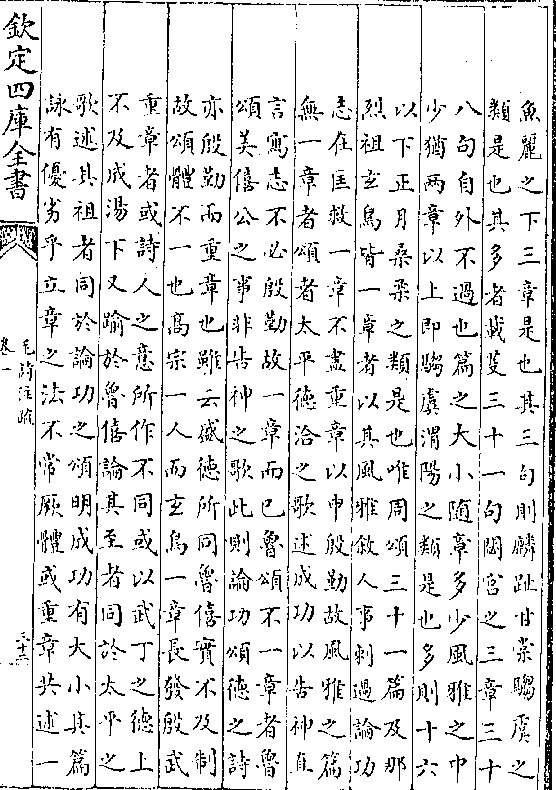 魚麗之下三章是也其三句則麟趾甘棠騶虞之
類是也其多者載芟三十一句閟宮之三章三十
八句自外不過也篇之大小隨章多少風雅之中
少猶兩章以上即騶虞渭陽之類是也多則十六
以下正月桑柔之類是也唯周頌三十一篇及那
烈祖玄鳥皆一章者以其風雅敘人事刺過論功
志在匡救一章不盡重章以申殷勤故風雅之篇
無一章者頌者太平德洽之歌述成功以告神直
言寫志不必殷勤故一章而已魯頌不一章者魯
頌美僖公之事非告神之歌此則論功頌德之詩
亦殷勤而重章也雖云盛德所同魯僖實不及制
故頌體不一也高宗一人而玄鳥一章長發殷武
重章者或詩人之意所作不同或以武丁之德上
不及成湯下又踰於魯僖論其至者同於太平之
歌述其祖者同於論功之頌明成功有大小其篇
詠有優劣乎立章之法不常厥體或重章共述一
欽定四庫全書
毛詩注疏
卷一
三十二